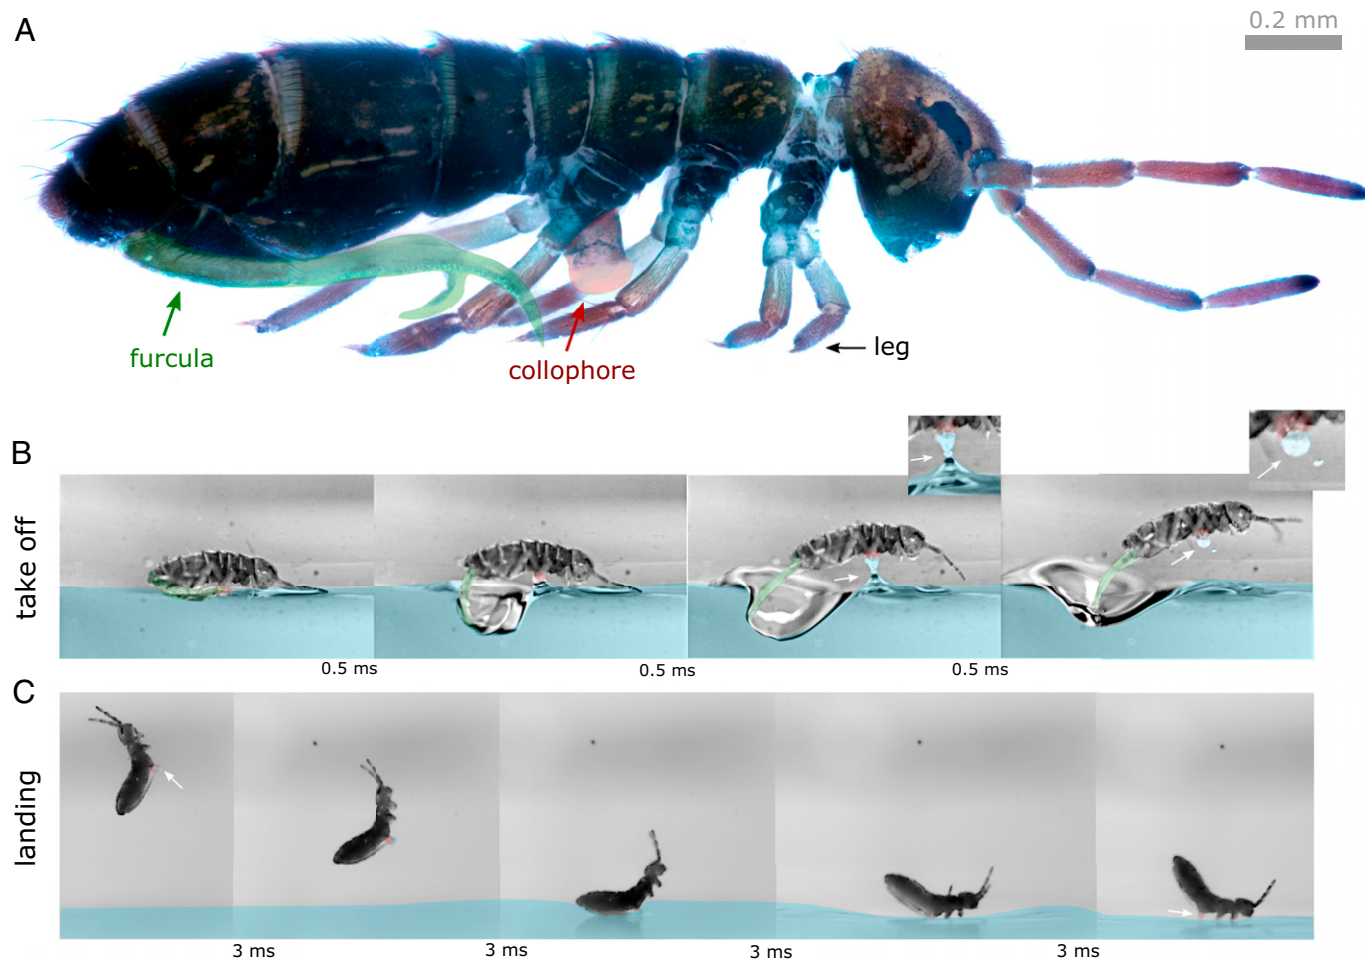 A
0.2 mm
furcula
collophore
leg
B
take off
0.5 ms
0.5 ms
0.5 ms
C
landing
3 ms
3 ms
3 ms
3 ms